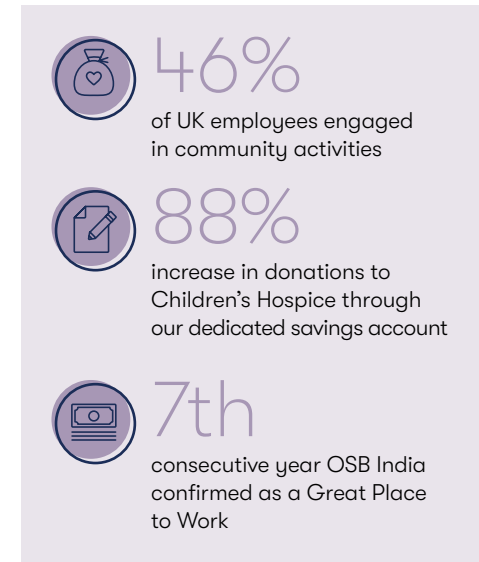 46%
of UK employees engaged
in community activities
88%
increase in donations to
Children’s Hospice through
our dedicated savings account
7th
consecutive year OSB India
confirmed as a Great Place
to Work